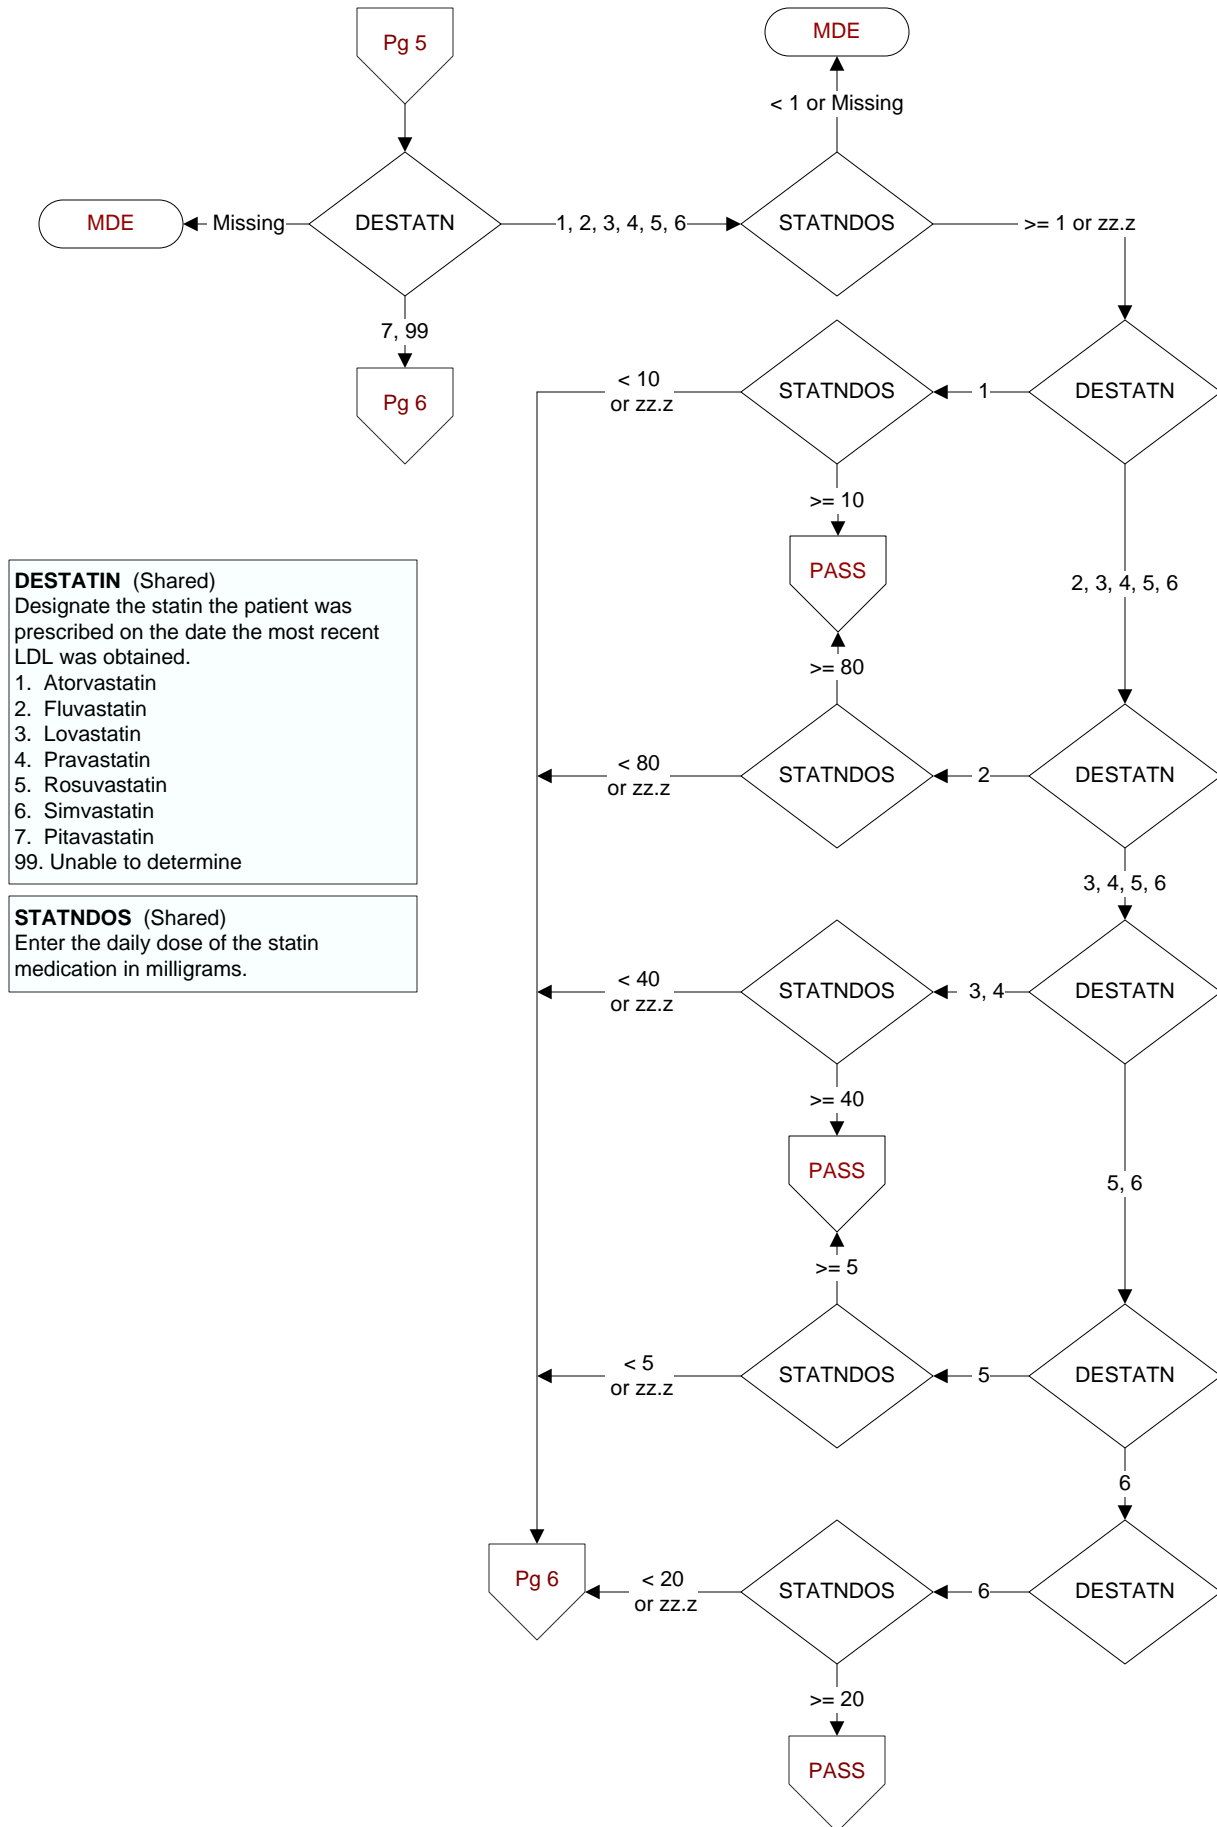 Pg 5
MDE
< 1 or Missing
MDE
Missing
DESTATN
1, 2, 3, 4, 5, 6
STATNDOS
>= 1 or zz.z
7, 99
Pg 6
< 10
or zz.z
STATNDOS
1
DESTATN
>= 10
PASS
2, 3, 4, 5, 6
DESTATIN (Shared)
Designate the statin the patient was
prescribed on the date the most recent
LDL was obtained.
1. Atorvastatin
2. Fluvastatin
3. Lovastatin
4. Pravastatin
5. Rosuvastatin
6. Simvastatin
7. Pitavastatin
99. Unable to determine
>= 80
< 80
or zz.z
STATNDOS
2
DESTATN
3, 4, 5, 6
STATNDOS (Shared)
Enter the daily dose of the statin
medication in milligrams.
< 40
or zz.z
STATNDOS
3, 4
DESTATN
>= 40
PASS
5, 6
>= 5
< 5
or zz.z
STATNDOS
5
DESTATN
6
Pg 6
< 20
or zz.z
STATNDOS
6
DESTATN
>= 20
PASS